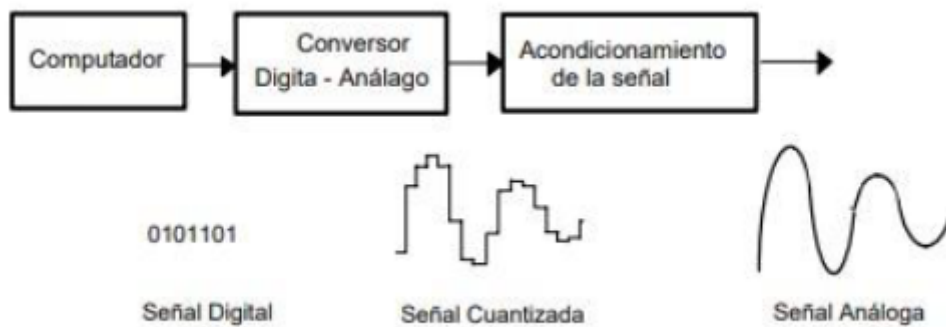 Computador
Conversor
Digita - Análago
Acondicionamiento
de la señal
0101101
Señal Digital
Señal Cuantizada
Señal Análoga